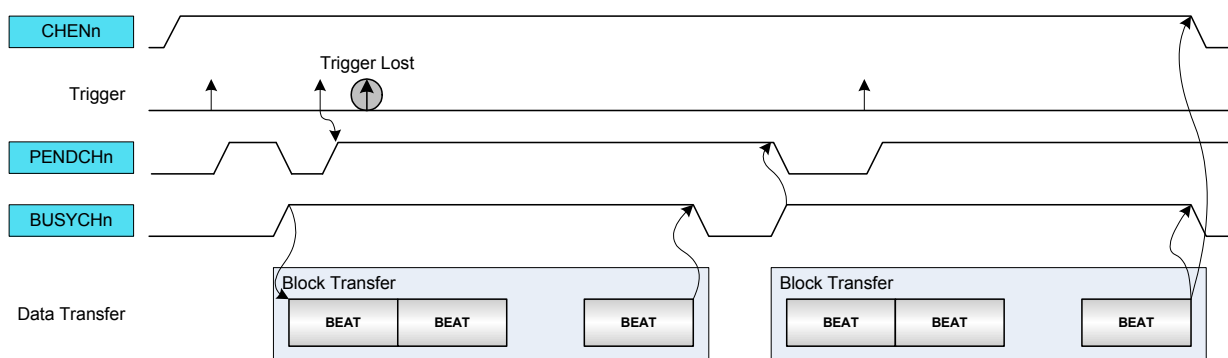 CHENn
Trigger Lost
Trigger
PENDCHn
BUSYCHn
Block Transfer
Block Transfer
Data Transfer
BEAT
BEAT
BEAT
BEAT
BEAT
BEAT